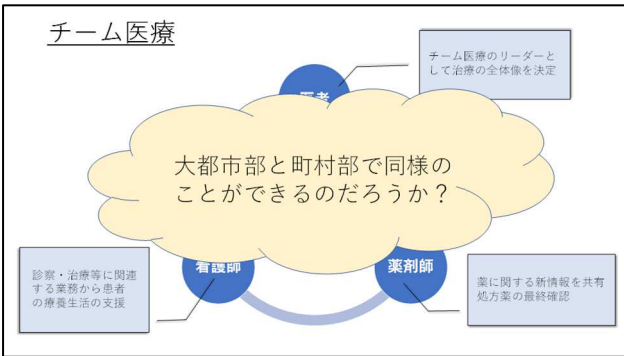 チーム医療
チーム医療のリーダーと
して治療の全体像を決定
大都市部と町村部で同様の
ことができるのだろうか？
看護師
薬剤師
診察・治療等に関連
する業務から患者
の療養生活の支援
薬に関する新情報を共有
処方薬の最終確認